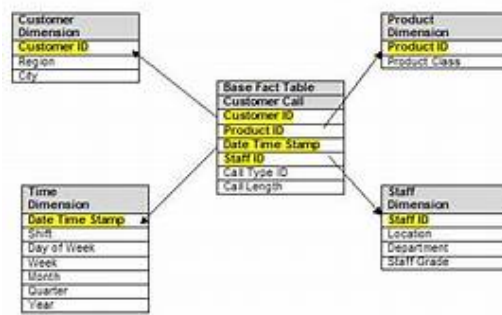 Customer
Dimension
Customer ID
Region
City
Product
Dimension
Product ID
Product Class
Base Fact Table
Customer Call
Customer ID
Product ID
Date Time Stamp
Staff ID
Call Type ID
Call Length
Time
Dimension
Date Time Stamp
Shift
Day of Week
Week
Month
Quarter
Year
Staff
Dimension
Staff ID
Location
Department
Staff Grade